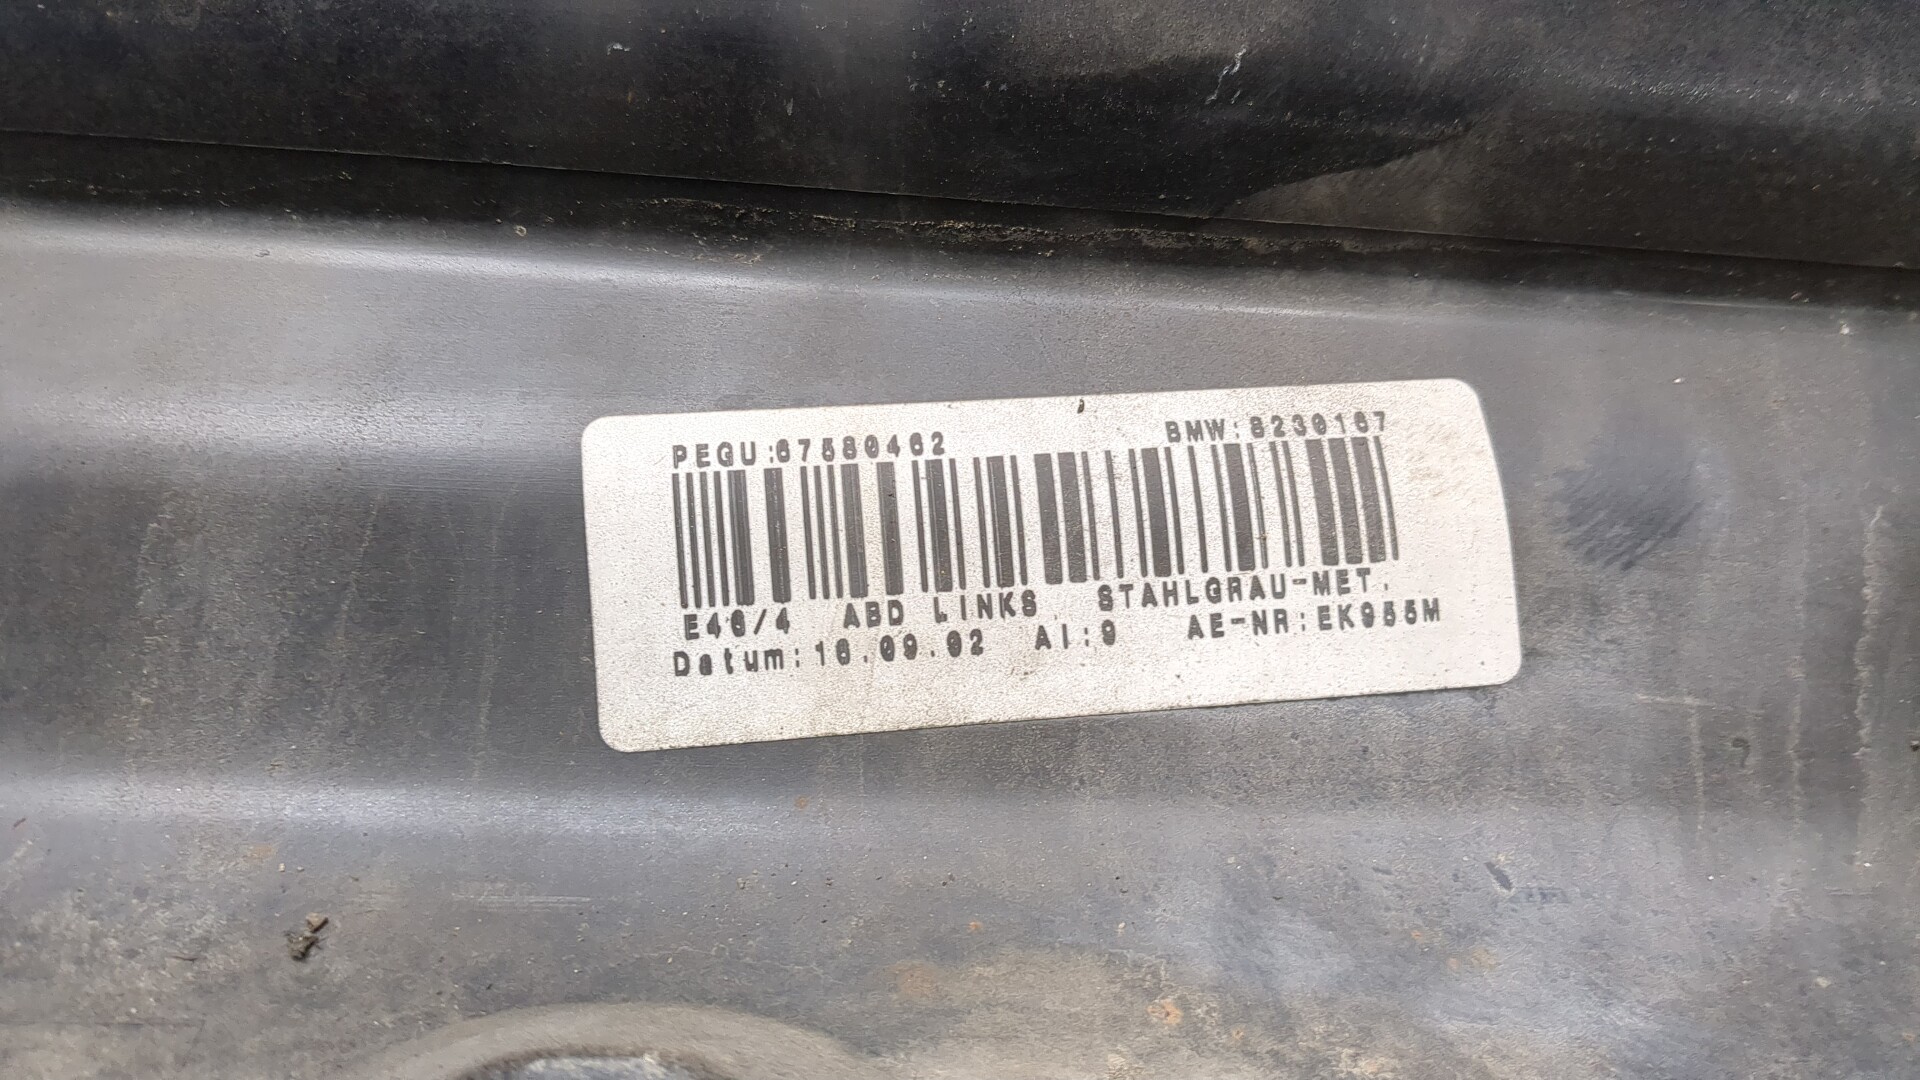 PEGU:67580462 BMW:8230167
E46/4 ABD LINKS, STAHLGRAU-MET.
Datum:16.09.02 AI:9 AE-NR:EK955M